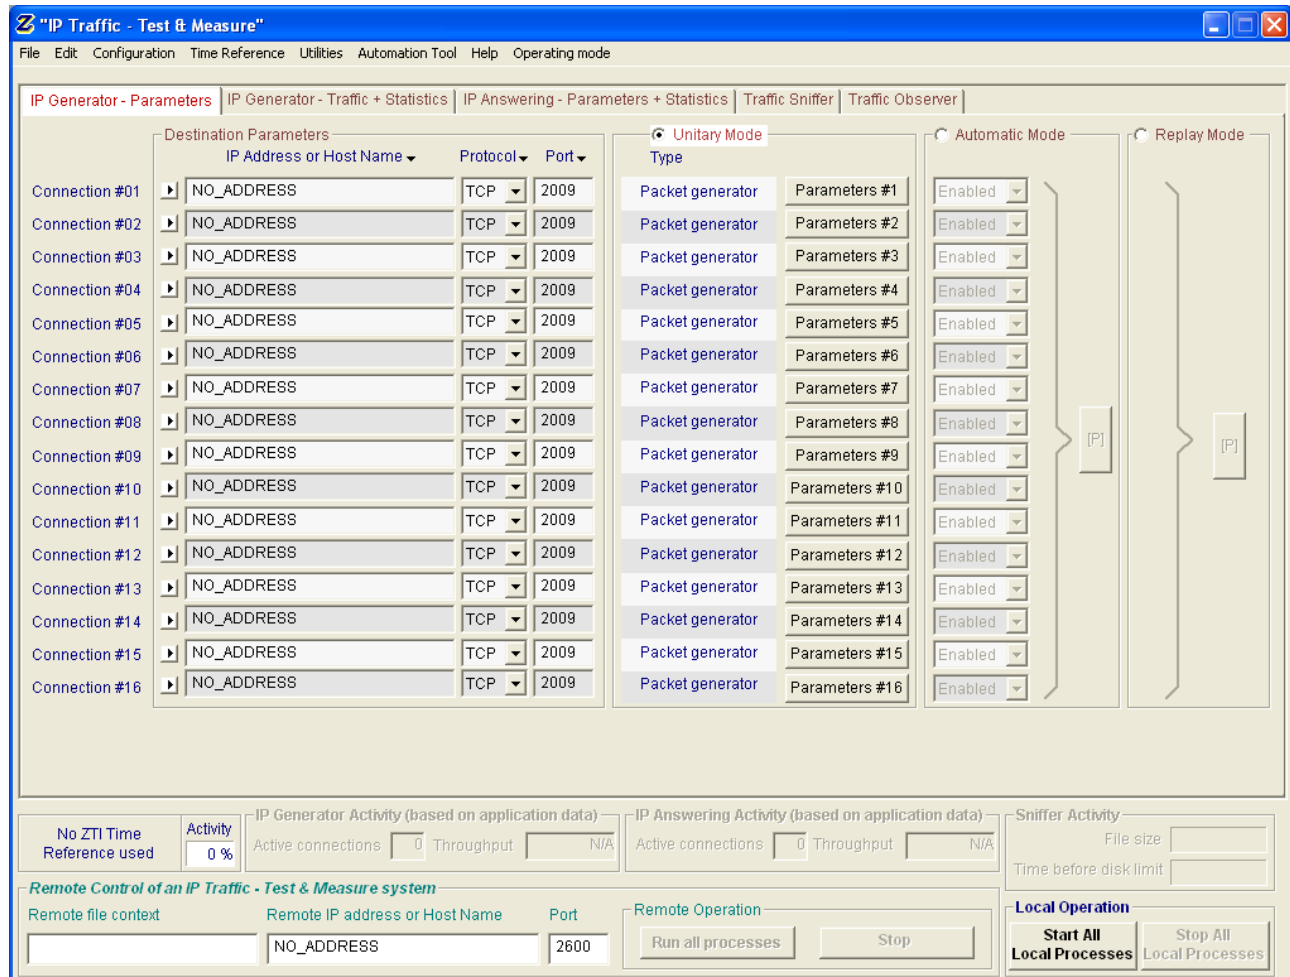 "IP Traffic - Test & Measure"
File Edit Configuration Time Reference Utilities Automation Tool Help Operating mode
IP Generator - Parameters IP Generator - Traffic + Statistics IP Answering - Parameters + Statistics Traffic Sniffer Traffic Observer
Destination Parameters Unitary Mode Automatic Mode Replay Mode
IP Address or Host Name Protocol Port Type
Connection #01 NO_ADDRESS TCP 2009 Packet generator Parameters #1 Enabled
Connection #02 NO_ADDRESS TCP 2009 Packet generator Parameters #2 Enabled
Connection #03 NO_ADDRESS TCP 2009 Packet generator Parameters #3 Enabled
Connection #04 NO_ADDRESS TCP 2009 Packet generator Parameters #4 Enabled
Connection #05 NO_ADDRESS TCP 2009 Packet generator Parameters #5 Enabled
Connection #06 NO_ADDRESS TCP 2009 Packet generator Parameters #6 Enabled
Connection #07 NO_ADDRESS TCP 2009 Packet generator Parameters #7 Enabled
Connection #08 NO_ADDRESS TCP 2009 Packet generator Parameters #8 Enabled
[P] [P]
Connection #09 NO_ADDRESS TCP 2009 Packet generator Parameters #9 Enabled
Connection #10 NO_ADDRESS TCP 2009 Packet generator Parameters #10 Enabled
Connection #11 NO_ADDRESS TCP 2009 Packet generator Parameters #11 Enabled
Connection #12 NO_ADDRESS TCP 2009 Packet generator Parameters #12 Enabled
Connection #13 NO_ADDRESS TCP 2009 Packet generator Parameters #13 Enabled
Connection #14 NO_ADDRESS TCP 2009 Packet generator Parameters #14 Enabled
Connection #15 NO_ADDRESS TCP 2009 Packet generator Parameters #15 Enabled
Connection #16 NO_ADDRESS TCP 2009 Packet generator Parameters #16 Enabled
No ZTI Time
Reference used
Activity
0 %
IP Generator Activity (based on application data)
Active connections 0 Throughput N/A
IP Answering Activity (based on application data)
Active connections 0 Throughput N/A
Sniffer Activity
File size
Time before disk limit
Remote Control of an IP Traffic - Test & Measure system
Remote file context Remote IP address or Host Name Port
NO_ADDRESS 2600
Remote Operation
Run all processes Stop
Local Operation
Start All
Local Processes
Stop All
Local Processes